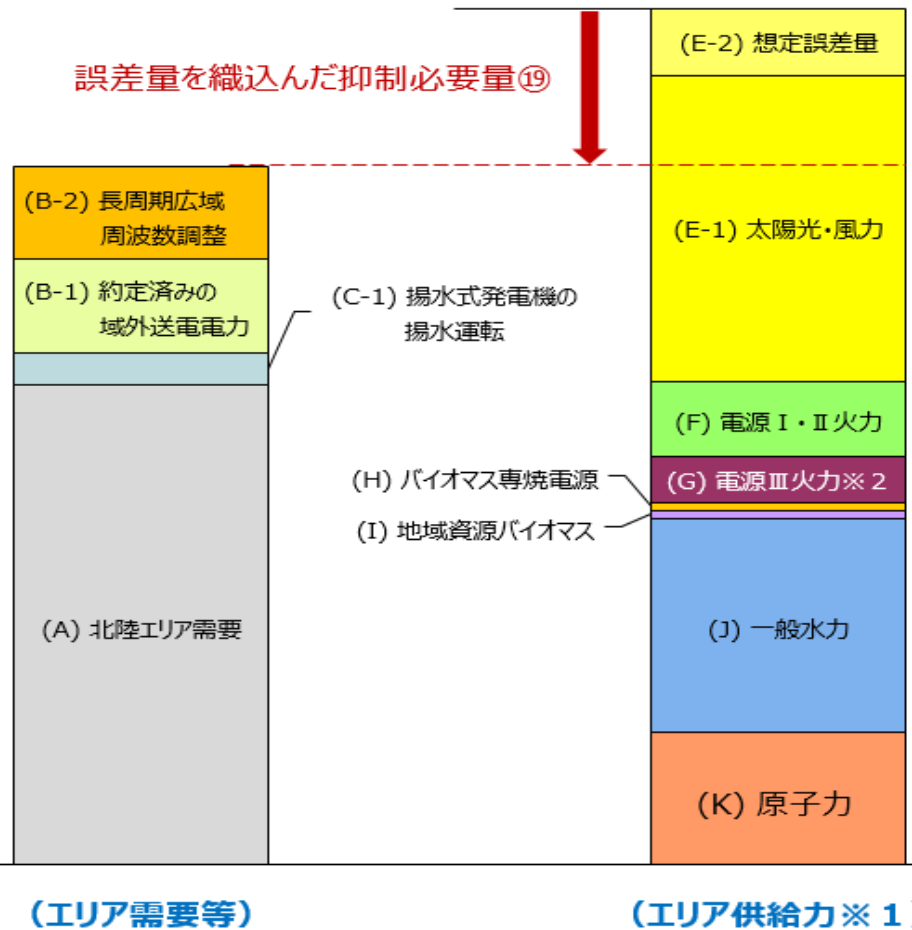 (E-2) 想定誤差量
誤差量を織込んだ抑制必要量⑲
(B-2) 長周期広域
周波数調整
(E-1) 太陽光・風力
(B-1) 約定済みの
域外送電電力
(C-1) 揚水式発電機の
揚水運転
(F) 電源Ⅰ・Ⅱ火力
(H) バイオマス専焼電源
(G) 電源Ⅲ火力※２
(I) 地域資源バイオマス
(A) 北陸エリア需要
(J) 一般水力
(K) 原子力
（エリア需要等）
（エリア供給力※１）